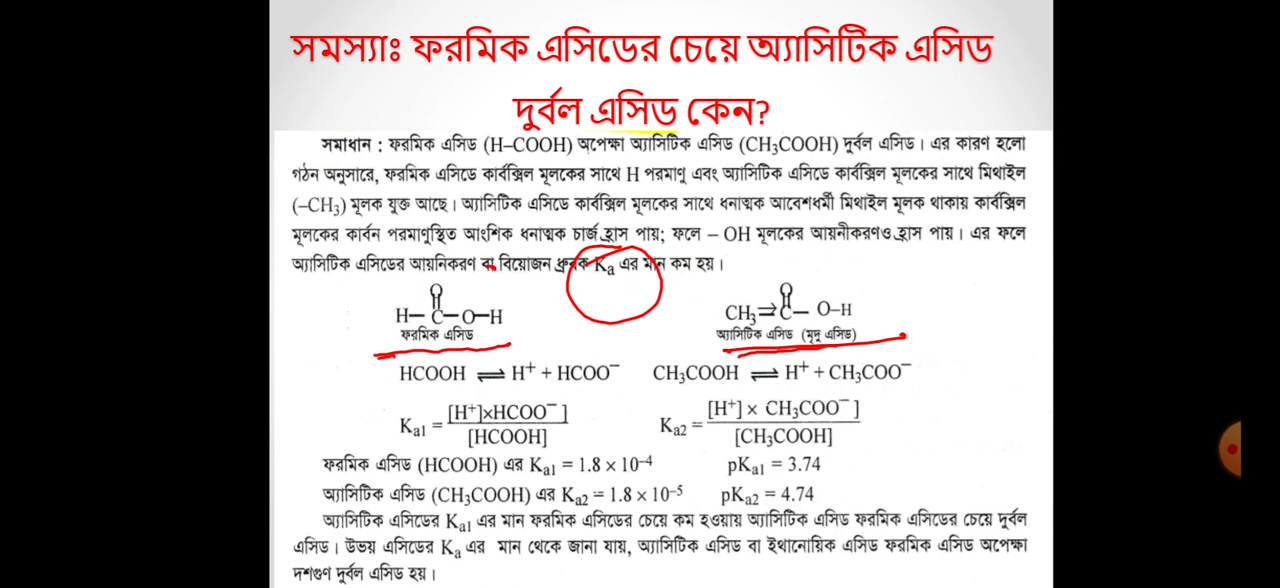 সমস্যাঃ ফরমিক এসিডের চেয়ে অ্যাসিটিক এসিড
দুর্বল এসিড কেন?
সমাধান : ফরমিক এসিড (H–COOH) অপেক্ষা অ্যাসিটিক এসিড (CH₃COOH) দুর্বল এসিড। এর কারণ হলো
গঠন অনুসারে, ফরমিক এসিডে কার্বক্সিল মূলকের সাথে H পরমাণু এবং অ্যাসিটিক এসিডে কার্বক্সিল মূলকের সাথে মিথাইল
(–CH₃) মূলক যুক্ত আছে। অ্যাসিটিক এসিডে কার্বক্সিল মূলকের সাথে ধনাত্মক আবেশধর্মী মিথাইল মূলক থাকায় কার্বক্সিল
মূলকের কার্বন পরমাণুস্থিত আংশিক ধনাত্মক চার্জ হ্রাস পায়; ফলে – OH মূলকের আয়নীকরণও হ্রাস পায়। এর ফলে
অ্যাসিটিক এসিডের আয়নিকরণ বা বিয়োজন ধ্রুবক Kₐ এর মান কম হয়।
O O
H–C–O–H CH₃⇒C– O–H
ফরমিক এসিড অ্যাসিটিক এসিড (মৃদু এসিড)
HCOOH ⇌ H⁺ + HCOO⁻ CH₃COOH ⇌ H⁺ + CH₃COO⁻
Kₐ₁ = [H⁺]×HCOO⁻] / [HCOOH] Kₐ₂ = [H⁺] × CH₃COO⁻] / [CH₃COOH]
ফরমিক এসিড (HCOOH) এর Kₐ₁ = 1.8 × 10⁻⁴ pKₐ₁ = 3.74
অ্যাসিটিক এসিড (CH₃COOH) এর Kₐ₂ = 1.8 × 10⁻⁵ pKₐ₂ = 4.74
অ্যাসিটিক এসিডের Kₐ₁ এর মান ফরমিক এসিডের চেয়ে কম হওয়ায় অ্যাসিটিক এসিড ফরমিক এসিডের চেয়ে দুর্বল
এসিড। উভয় এসিডের Kₐ এর মান থেকে জানা যায়, অ্যাসিটিক এসিড বা ইথানোয়িক এসিড ফরমিক এসিড অপেক্ষা
দশগুণ দুর্বল এসিড হয়।